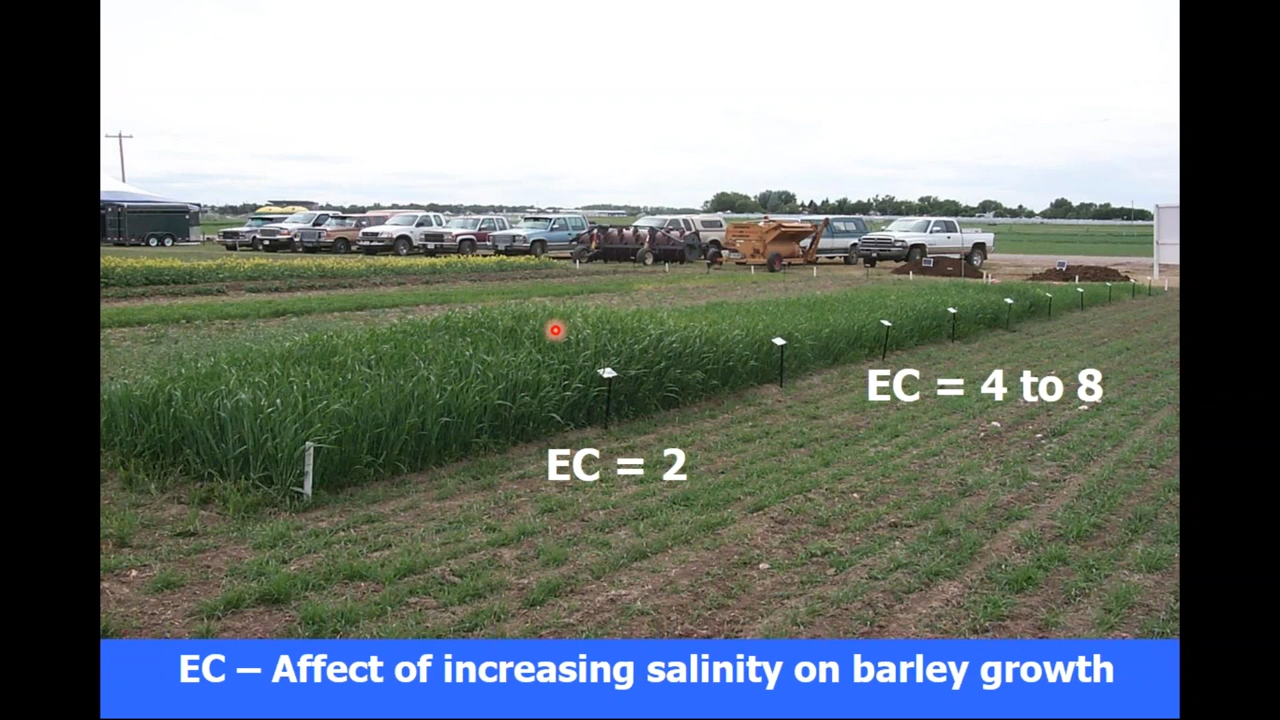 EC = 4 to 8
EC = 2
EC – Affect of increasing salinity on barley growth